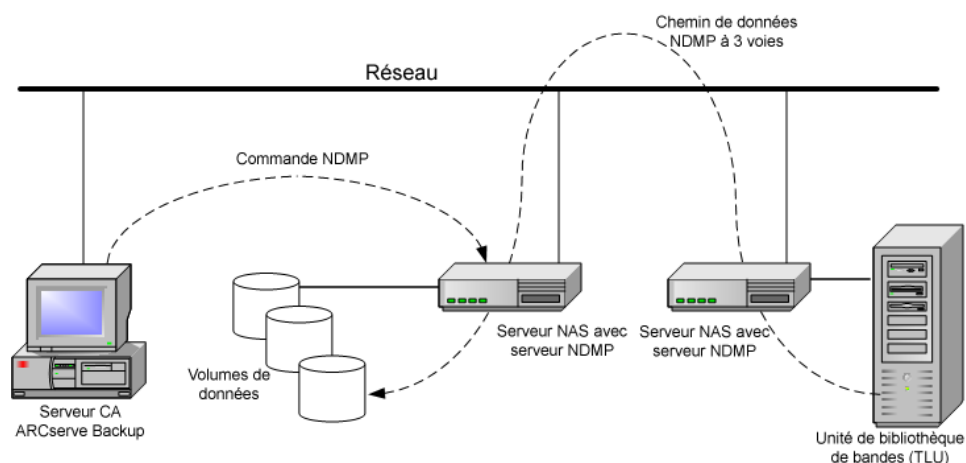 Chemin de données
NDMP à 3 voies
Réseau
Commande NDMP
Serveur NAS avec
serveur NDMP
Serveur NAS avec
serveur NDMP
Volumes de
données
Serveur CA
ARCserve Backup
Unité de bibliothèque
de bandes (TLU)